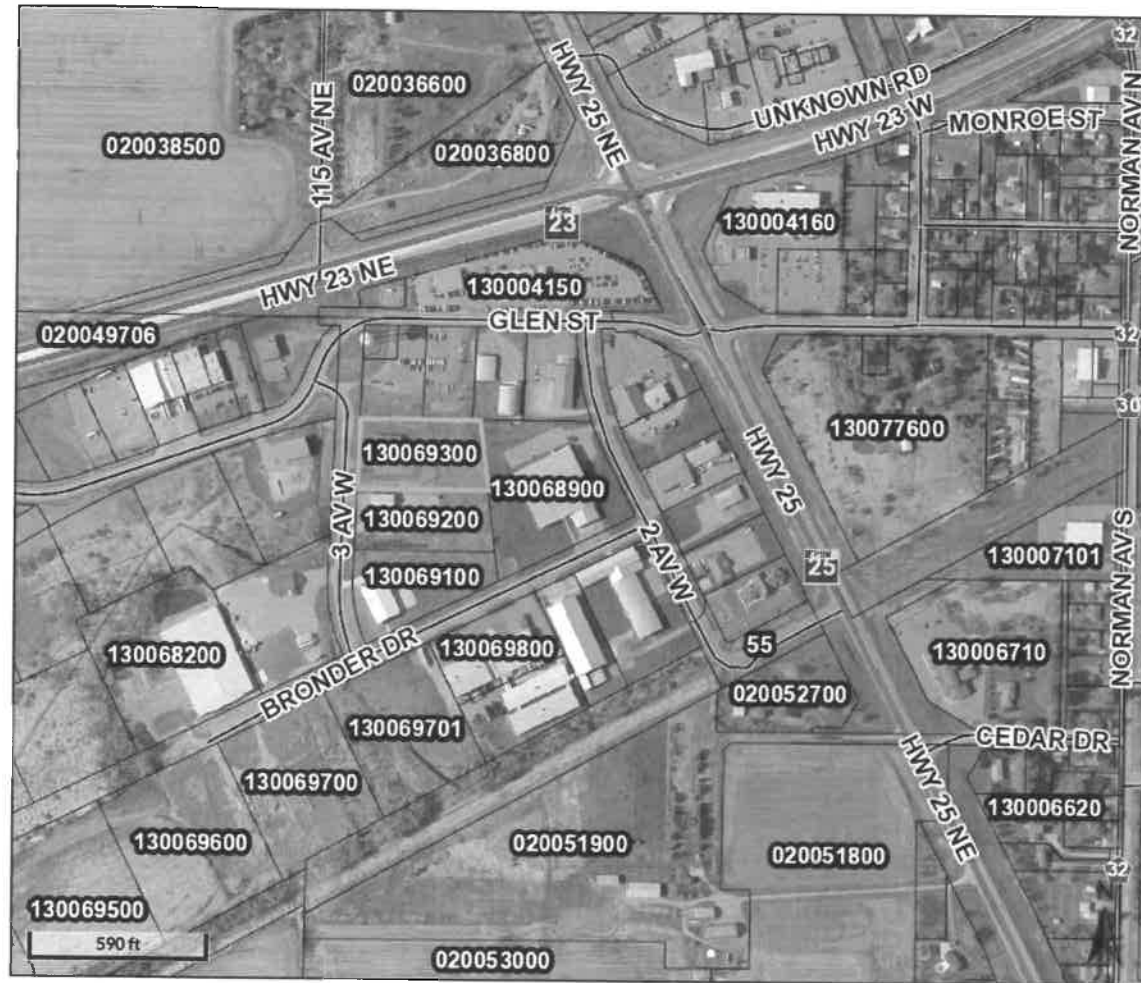 32
HWY 25 NE
115 AV NE
020036600
UNKNOWN RD
HWY 23 W
MONROE ST
NORMAN AV N
020038500
020036800
23
130004160
HWY 23 NE
130004150
GLEN ST
020049706
32
30
130069300
130077600
HWY 25
130068900
130069200
3 AV W
2 AV W
130007101
NORMAN AV S
130069100
25
130068200
130069800
55
130006710
BRONDER DR
020052700
130069701
CEDAR DR
130069700
HWY 25 NE
130006620
130069600
020051900
020051800
32
130069500
590 ft
020053000